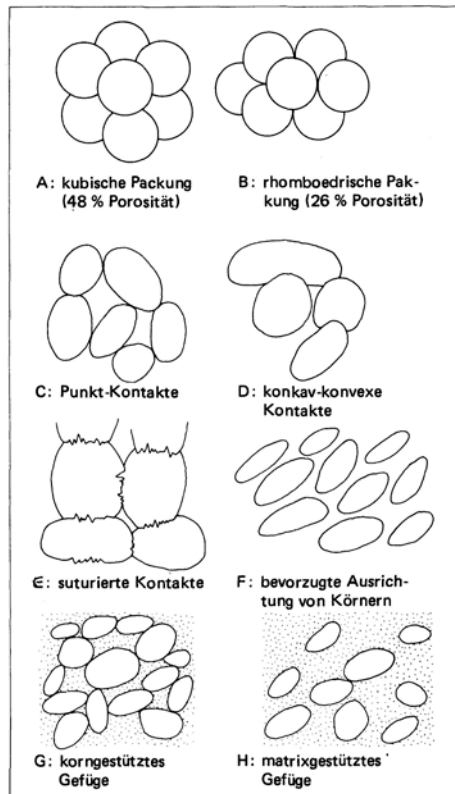 A: kubische Packung
(48 % Porosität)
B: rhomboedrische Pak-
kung (26 % Porosität)
C: Punkt-Kontakte
D: konkav-konvexe
Kontakte
E: suturierte Kontakte
F: bevorzugte Ausrich-
tung von Körnern
G: korngestütztes
Gefüge
H: matrixgestütztes
Gefüge